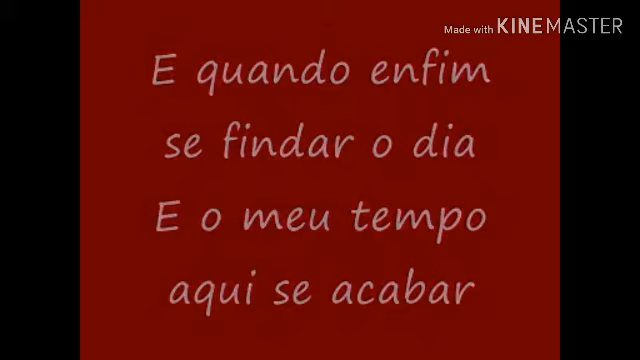 Made with KINEMASTER
E quando enfim
se findar o dia
E o meu tempo
aqui se acabar